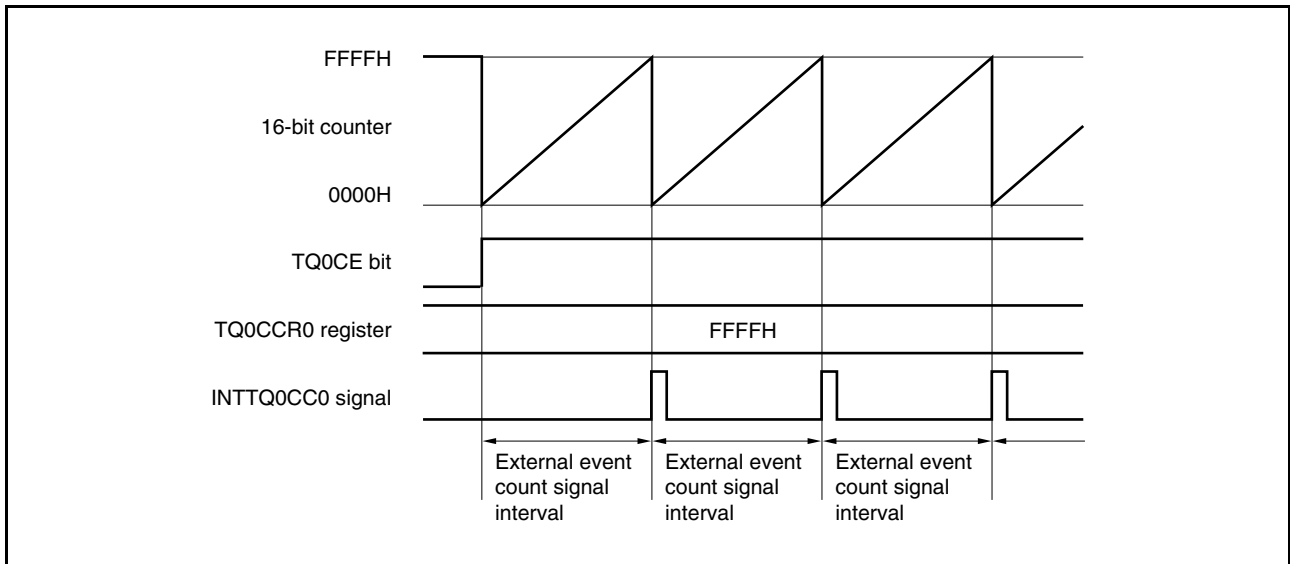 FFFFH
16-bit counter
0000H
TQ0CE bit
TQ0CCR0 register
FFFFH
INTTQ0CC0 signal
External event
count signal
interval
External event
count signal
interval
External event
count signal
interval